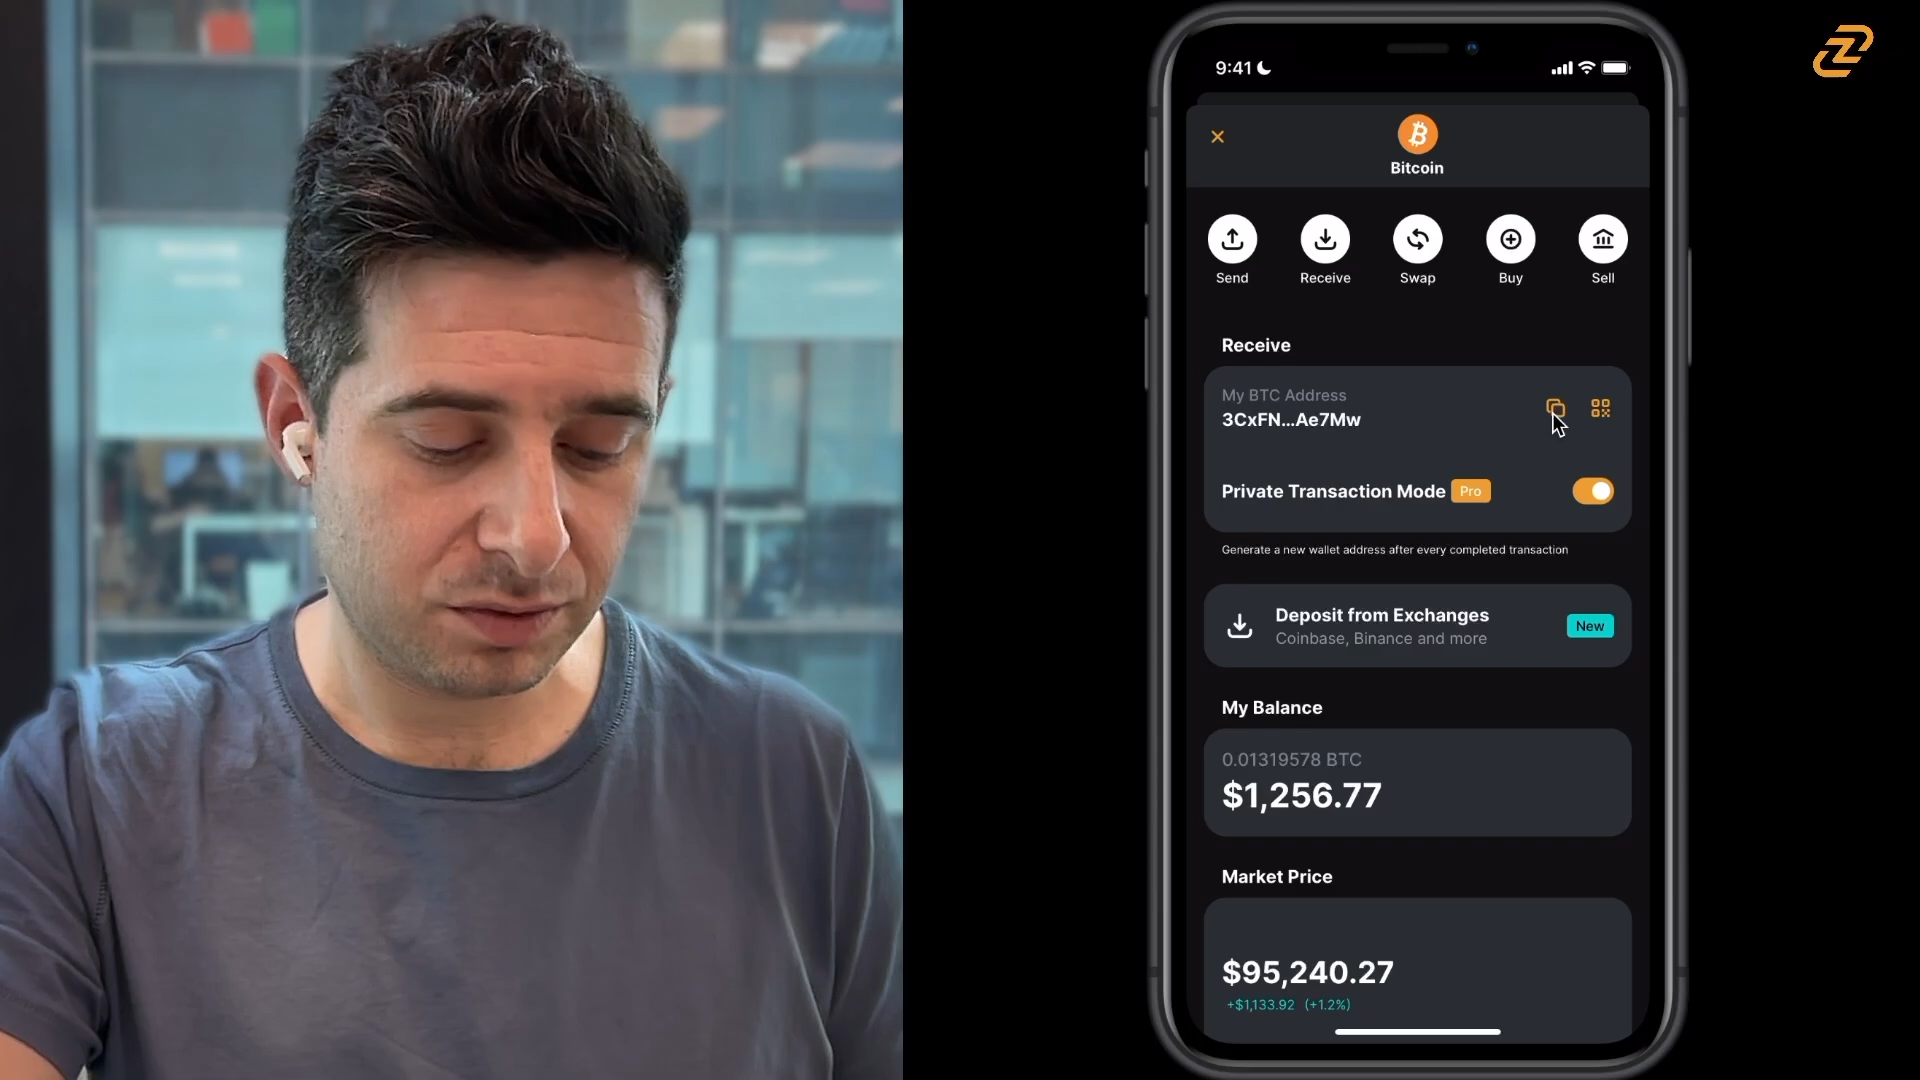 9:41
Bitcoin
Send Receive Swap Buy Sell
Receive
My BTC Address
3CxFN...Ae7Mw
Private Transaction Mode Pro
Generate a new wallet address after every completed transaction
Deposit from Exchanges
Coinbase, Binance and more
New
My Balance
0.01319578 BTC
$1,256.77
Market Price
$95,240.27
+$1,133.92 (+1.2%)